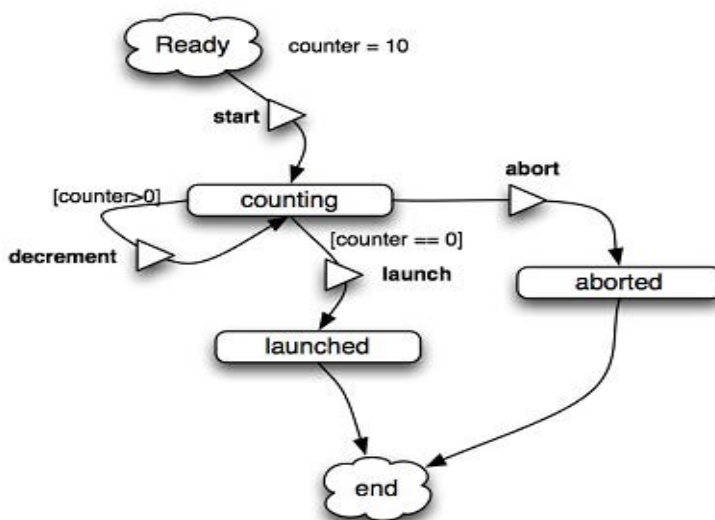 Ready
counter = 10
start
abort
[counter>0]
counting
[counter == 0]
decrement
launch
aborted
launched
end